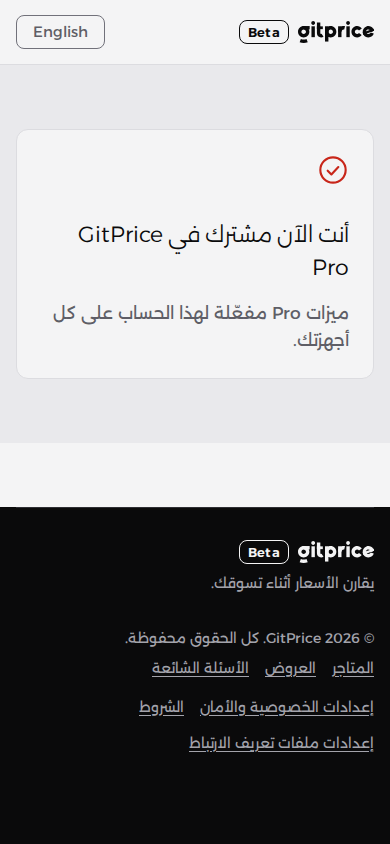 gitprice Beta
English
أنت الآن مشترك في GitPrice
Pro
ميزات Pro مفعّلة لهذا الحساب على كل
أجهزتك.
gitprice Beta
يقارن الأسعار أثناء تسوقك.
© 2026 GitPrice. كل الحقوق محفوظة.
المتاجر العروض الأسئلة الشائعة
إعدادات الخصوصية والأمان الشروط
إعدادات ملفات تعريف الارتباط